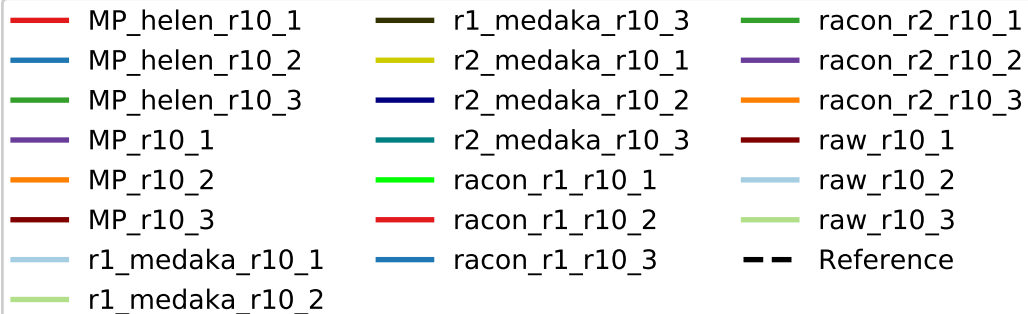 MP_helen_r10_1
MP_helen_r10_2
MP_helen_r10_3
MP_r10_1
MP_r10_2
MP_r10_3
r1_medaka_r10_1
r1_medaka_r10_2
r1_medaka_r10_3
r2_medaka_r10_1
r2_medaka_r10_2
r2_medaka_r10_3
racon_r1_r10_1
racon_r1_r10_2
racon_r1_r10_3
racon_r2_r10_1
racon_r2_r10_2
racon_r2_r10_3
raw_r10_1
raw_r10_2
raw_r10_3
Reference